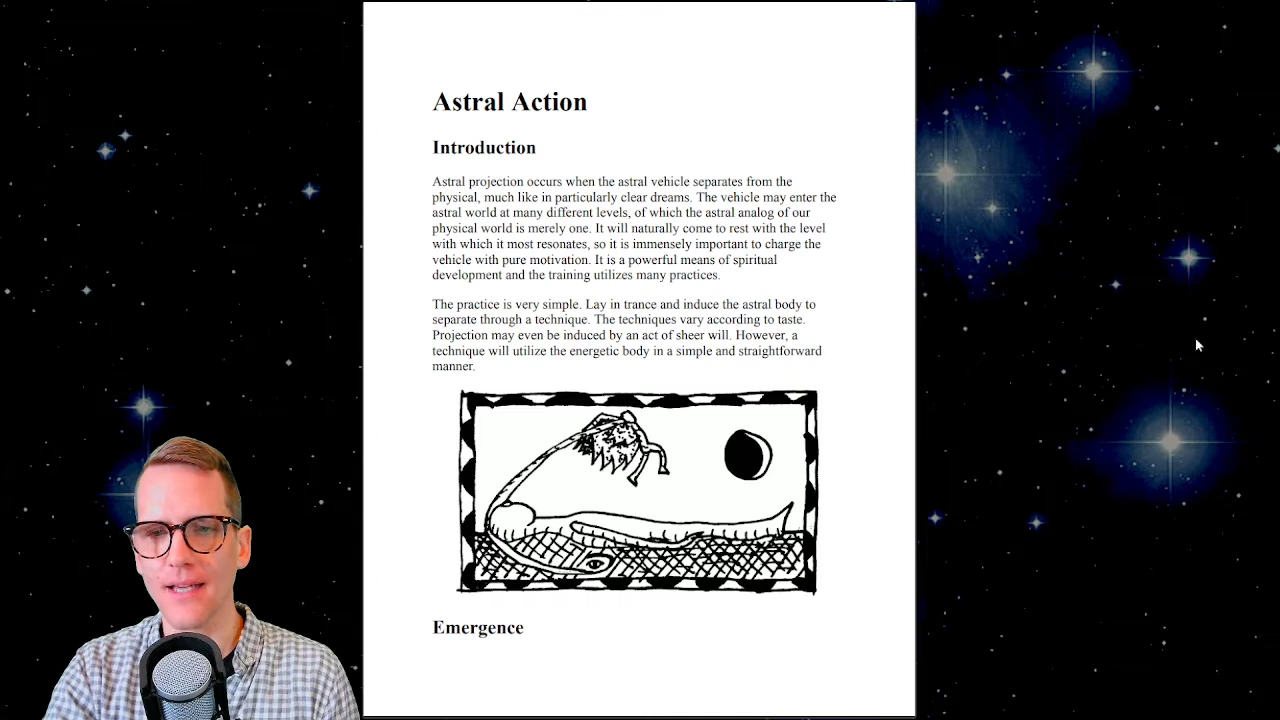 Astral Action
Introduction
Astral projection occurs when the astral vehicle separates from the
physical, much like in particularly clear dreams. The vehicle may enter the
astral world at many different levels, of which the astral analog of our
physical world is merely one. It will naturally come to rest with the level
with which it most resonates, so it is immensely important to charge the
vehicle with pure motivation. It is a powerful means of spiritual
development and the training utilizes many practices.
The practice is very simple. Lay in trance and induce the astral body to
separate through a technique. The techniques vary according to taste.
Projection may even be induced by an act of sheer will. However, a
technique will utilize the energetic body in a simple and straightforward
manner.
Emergence